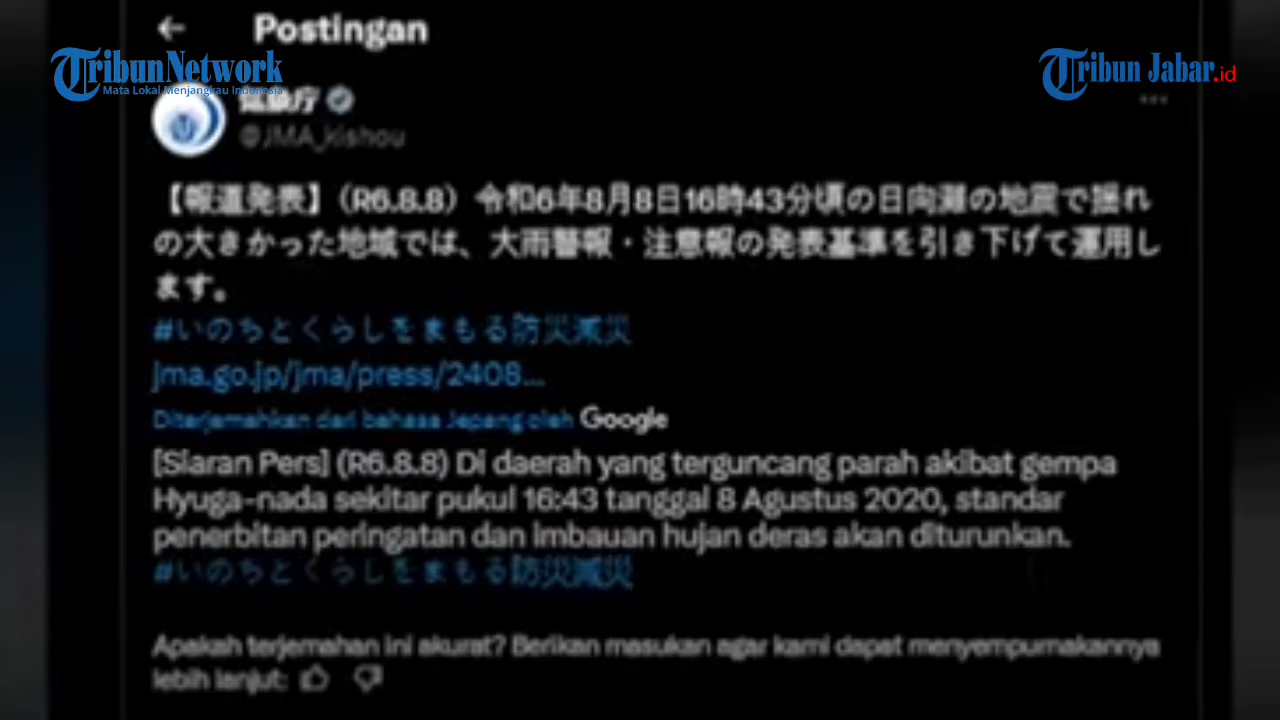 Postingan
TribunNetwork
Mata Lokal Menjangkau Indonesia
Tribun Jabar.id
気象庁
@JMA_kishou
【報道発表】（R6.8.8）令和6年8月8日16時43分頃の日向灘の地震で揺れ
の大きかった地域では、大雨警報・注意報の発表基準を引き下げて運用し
ます。
#いのちとくらしをまもる防災減災
jma.go.jp/jma/press/2408...
Diterjemahkan dari bahasa Jepang oleh Google
[Siaran Pers] (R6.8.8) Di daerah yang terguncang parah akibat gempa
Hyuga-nada sekitar pukul 16:43 tanggal 8 Agustus 2020, standar
penerbitan peringatan dan imbauan hujan deras akan diturunkan.
#いのちとくらしをまもる防災減災
Apakah terjemahan ini akurat? Berikan masukan agar kami dapat menyempurnakannya
lebih lanjut: